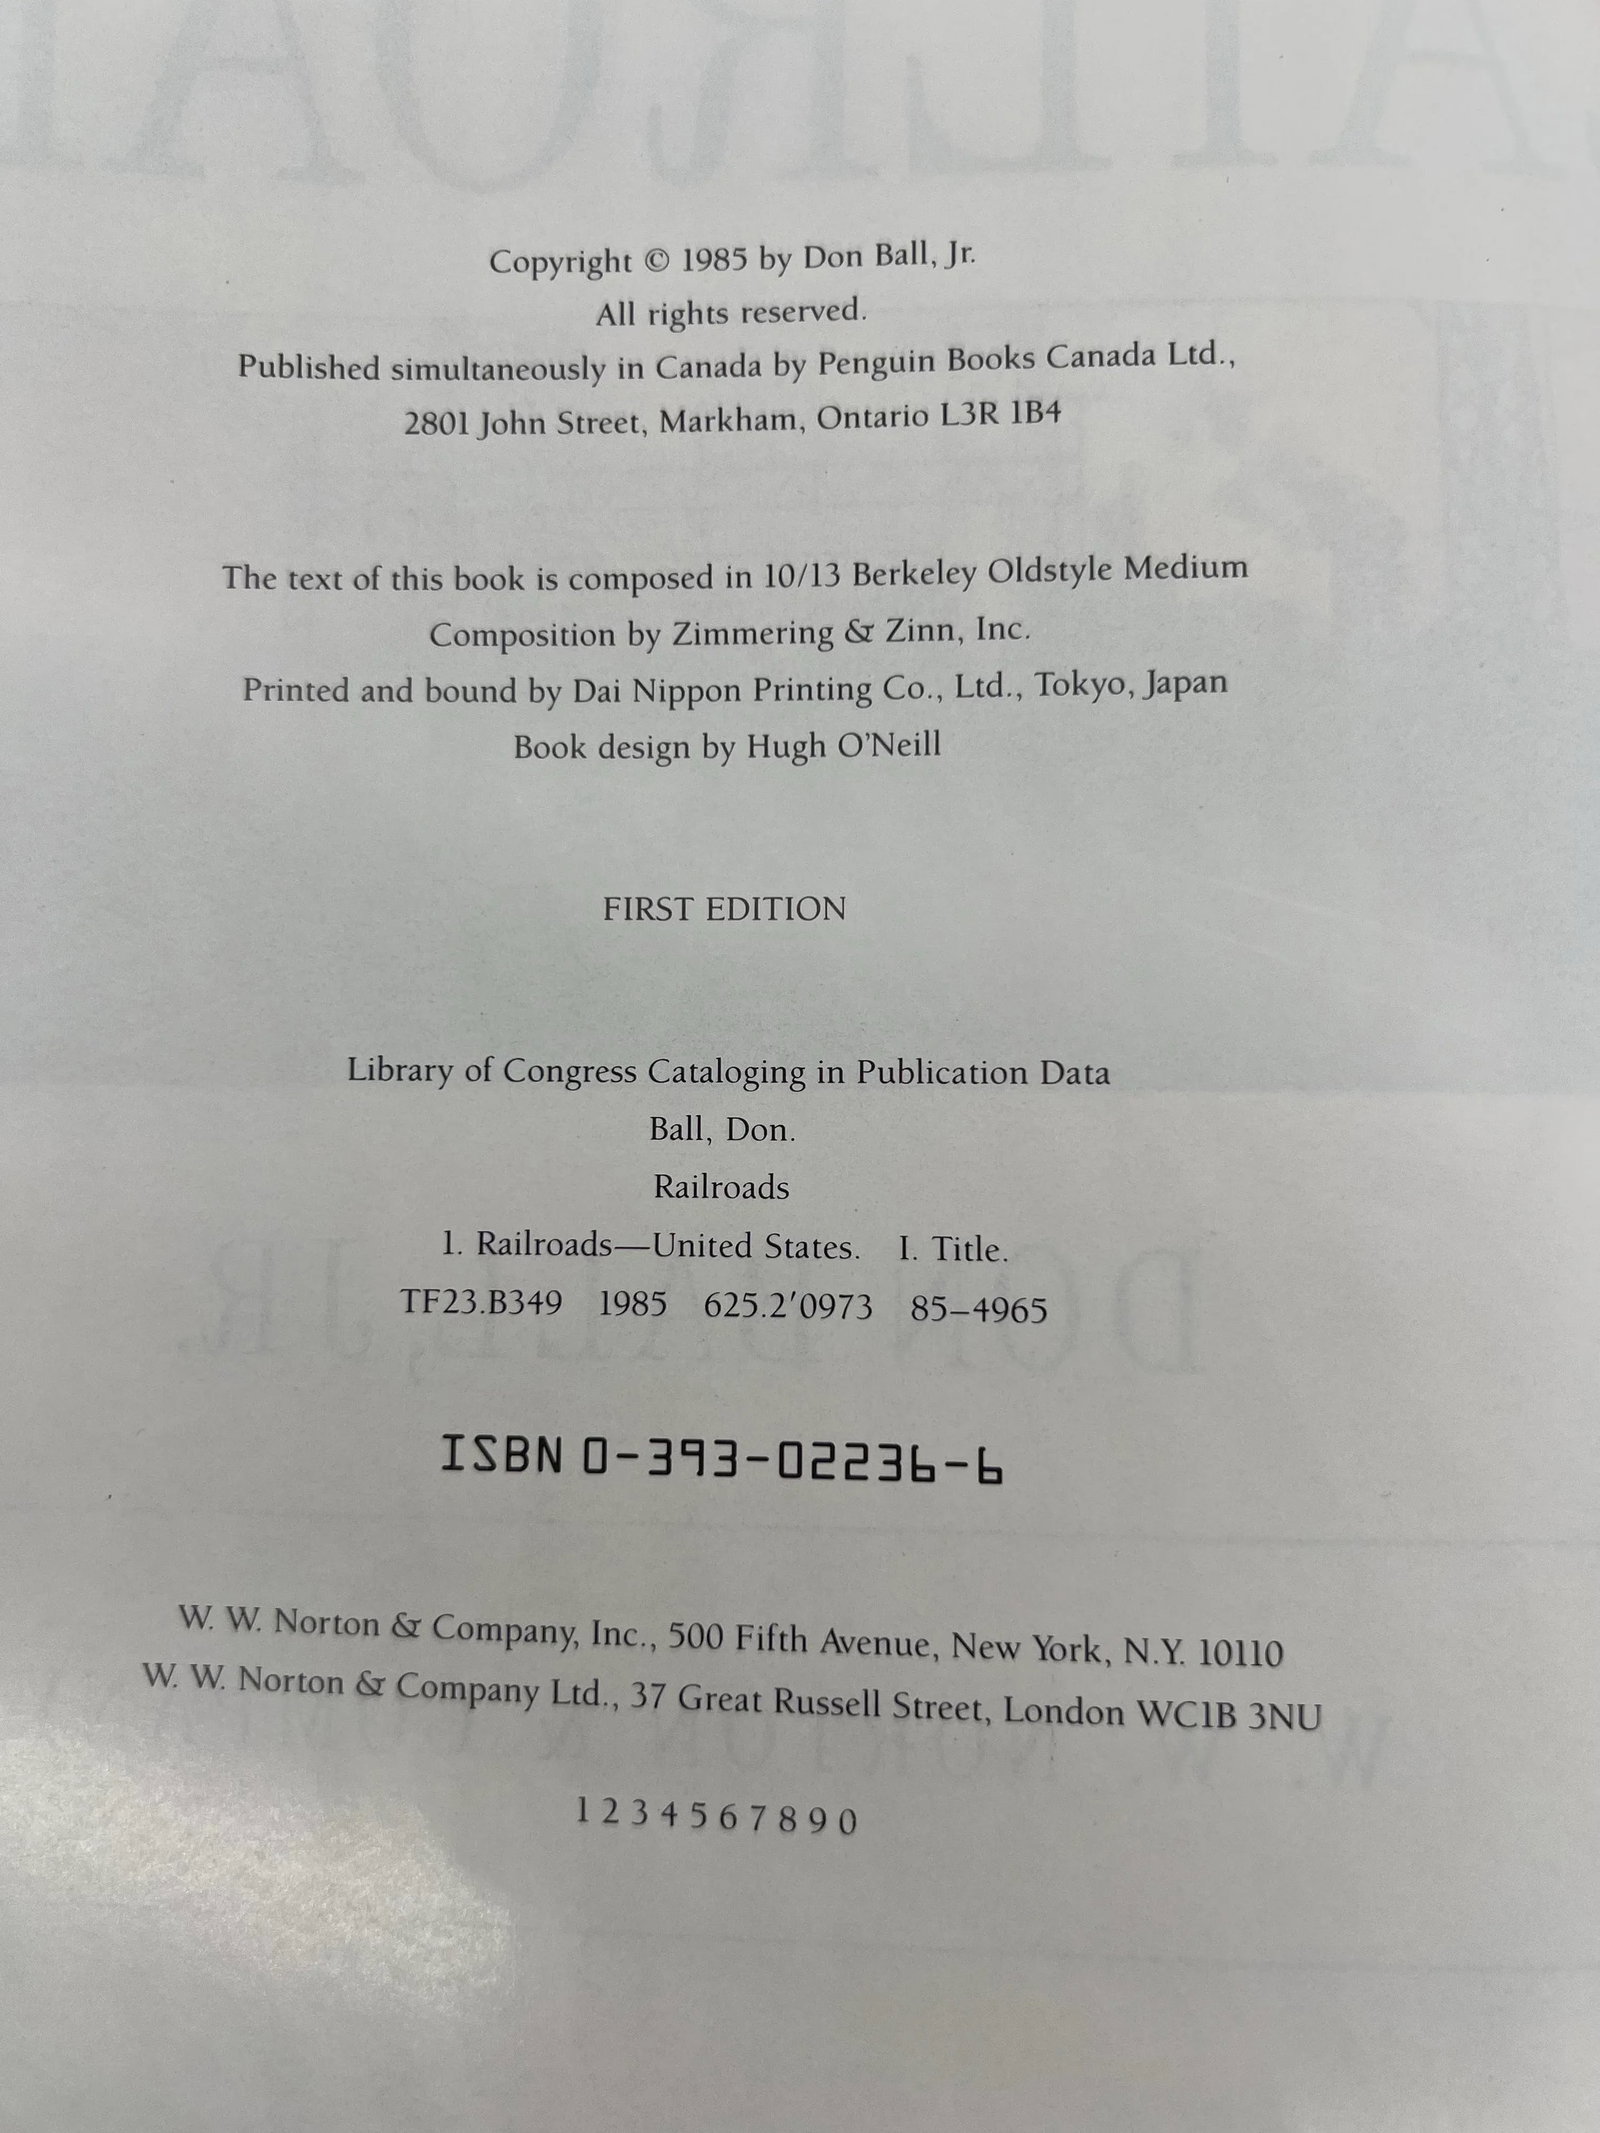 Copyright © 1985 by Don Ball, Jr.
All rights reserved.
Published simultaneously in Canada by Penguin Books Canada Ltd.,
2801 John Street, Markham, Ontario L3R 1B4
The text of this book is composed in 10/13 Berkeley Oldstyle Medium
Composition by Zimmering & Zinn, Inc.
Printed and bound by Dai Nippon Printing Co., Ltd., Tokyo, Japan
Book design by Hugh O'Neill
FIRST EDITION
Library of Congress Cataloging in Publication Data
Ball, Don.
Railroads
1. Railroads—United States. I. Title.
TF23.B349 1985 625.2′0973 85–4965
ISBN 0-393-02236-6
W. W. Norton & Company, Inc., 500 Fifth Avenue, New York, N.Y. 10110
W. W. Norton & Company Ltd., 37 Great Russell Street, London WC1B 3NU
1 2 3 4 5 6 7 8 9 0